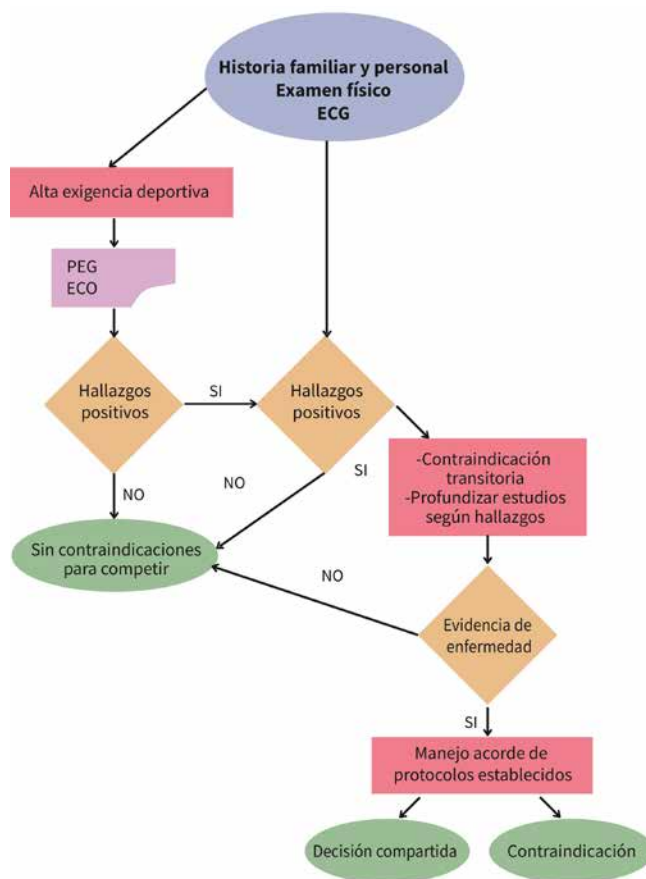 Historia familiar y personal
Examen físico
ECG
Alta exigencia deportiva
PEG
ECO
Hallazgos
positivos
SI
Hallazgos
positivos
NO
NO
SI
-Contraindicación
transitoria
-Profundizar estudios
según hallazgos
Sin contraindicaciones
para competir
NO
Evidencia de
enfermedad
SI
Manejo acorde de
protocolos establecidos
Decisión compartida
Contraindicación